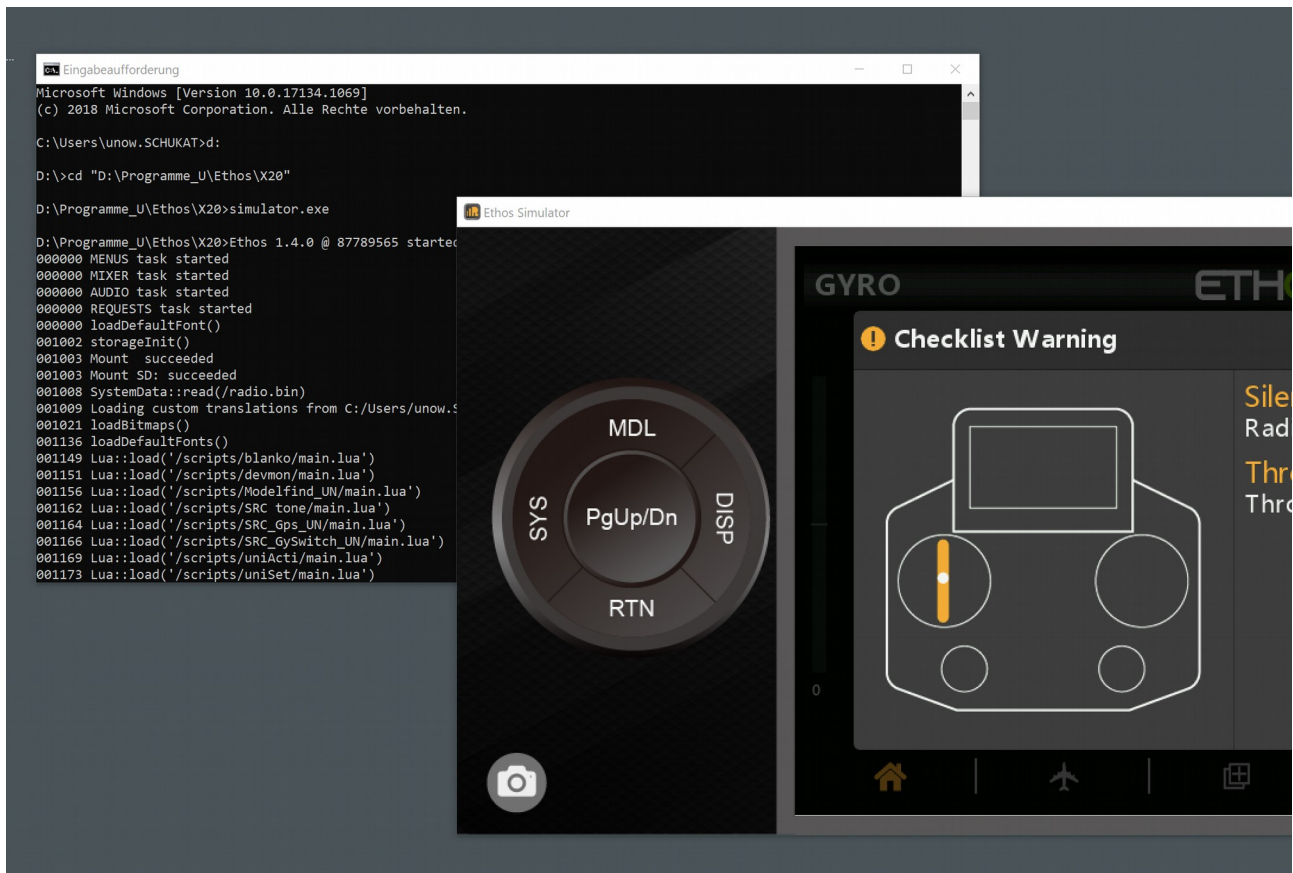 Eingabeaufforderung
Microsoft Windows [Version 10.0.17134.1069]
(c) 2018 Microsoft Corporation. Alle Rechte vorbehalten.
C:\Users\unow.SCHUKAT>d:
D:\>cd "D:\Programme_U\Ethos\X20"
D:\Programme_U\Ethos\X20>simulator.exe
D:\Programme_U\Ethos\X20>Ethos 1.4.0 @ 87789565 started
000000 MENUS task started
000000 MIXER task started
000000 AUDIO task started
000000 REQUESTS task started
000000 loadDefaultFont()
001002 storageInit()
001003 Mount  succeeded
001003 Mount SD: succeeded
001008 SystemData::read(/radio.bin)
001009 Loading custom translations from C:/Users/unow.S
001021 loadBitmaps()
001136 loadDefaultFonts()
001149 Lua::load('/scripts/blanko/main.lua')
001151 Lua::load('/scripts/devmon/main.lua')
001156 Lua::load('/scripts/Modelfind_UN/main.lua')
001162 Lua::load('/scripts/SRC tone/main.lua')
001164 Lua::load('/scripts/SRC_Gps_UN/main.lua')
001166 Lua::load('/scripts/SRC_GySwitch_UN/main.lua')
001169 Lua::load('/scripts/uniActi/main.lua')
001173 Lua::load('/scripts/uniSet/main.lua')
Ethos Simulator
MDL
SYS
PgUp/Dn
DISP
RTN
GYRO
ETH
Checklist Warning
Sile
Radi
Thr
Thro
0